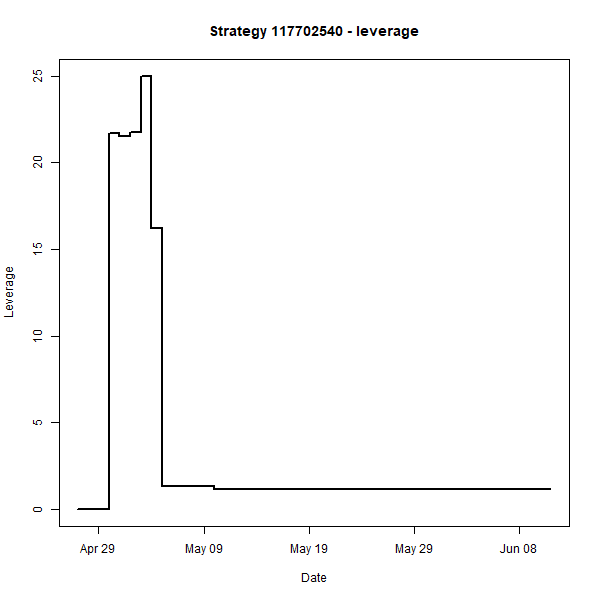 Strategy 117702540 - leverage
25
20
15
10
5
0
Leverage
Apr 29
May 09
May 19
May 29
Jun 08
Date